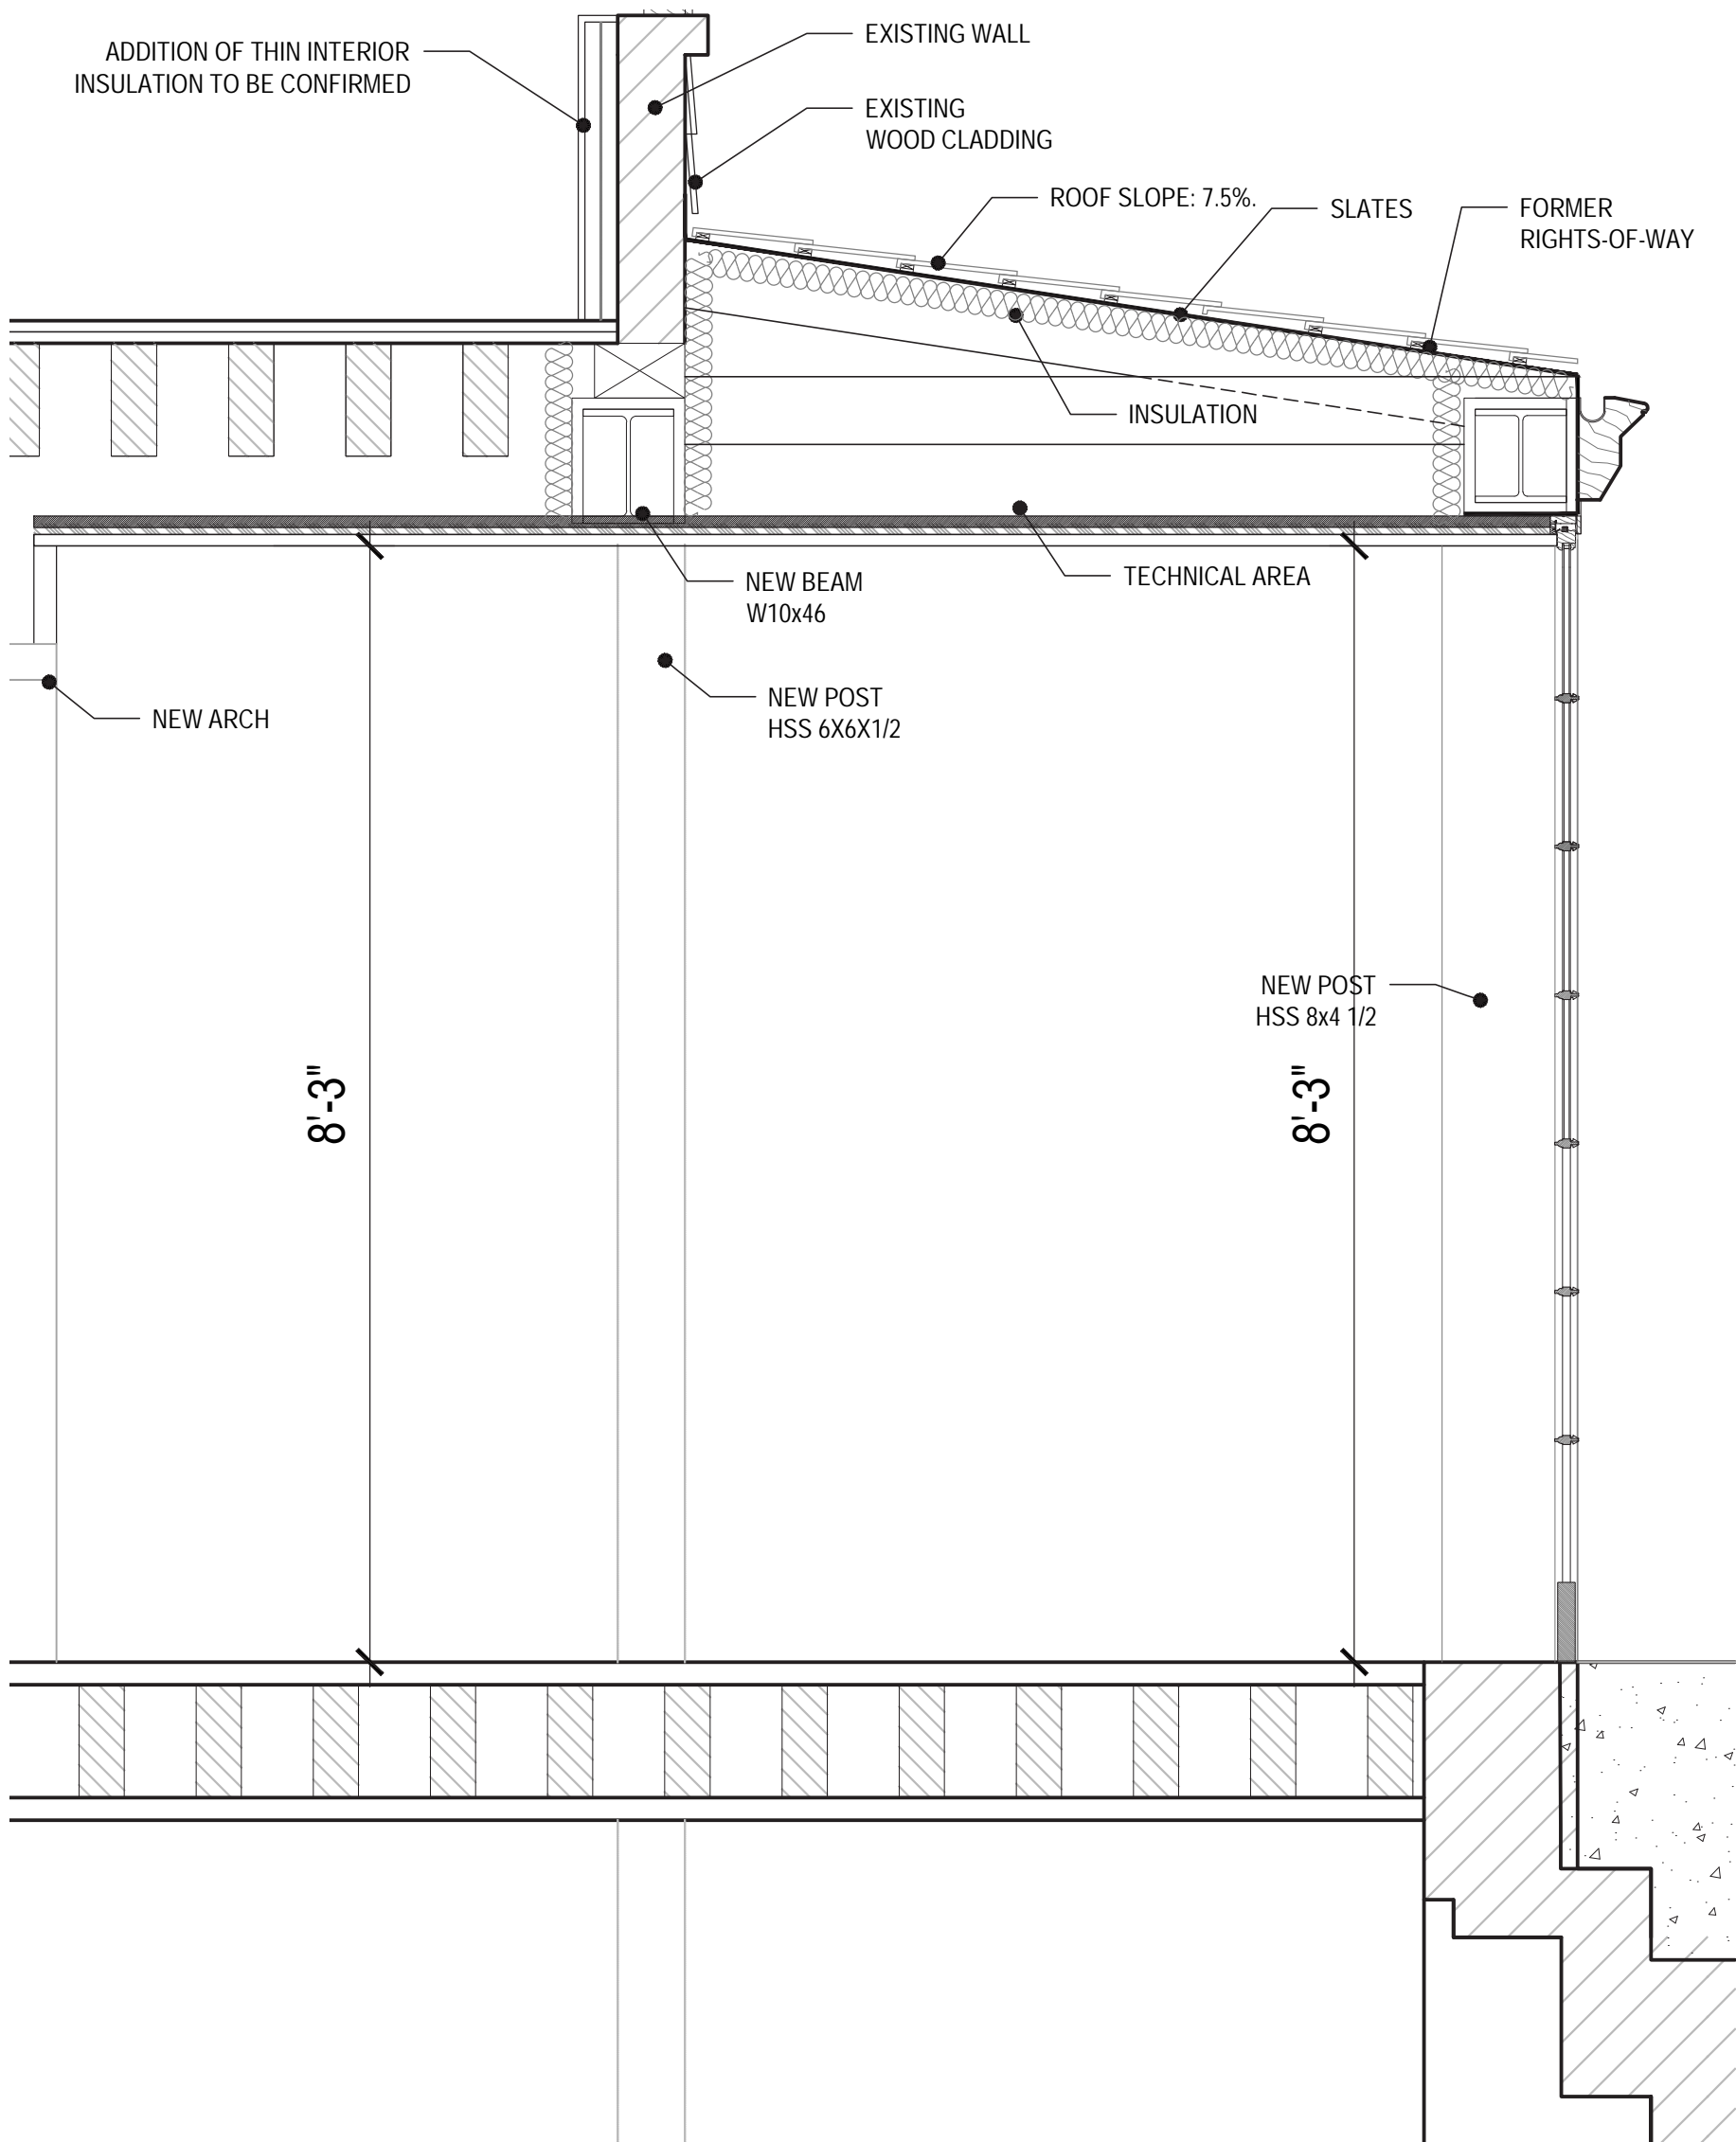 EXISTING WALL
ADDITION OF THIN INTERIOR
INSULATION TO BE CONFIRMED
EXISTING
WOOD CLADDING
ROOF SLOPE: 7.5%.
SLATES
FORMER
RIGHTS-OF-WAY
INSULATION
TECHNICAL AREA
NEW BEAM
W10x46
NEW POST
HSS 6X6X1/2
NEW ARCH
NEW POST
HSS 8x4 1/2
8'-3"
8'-3"